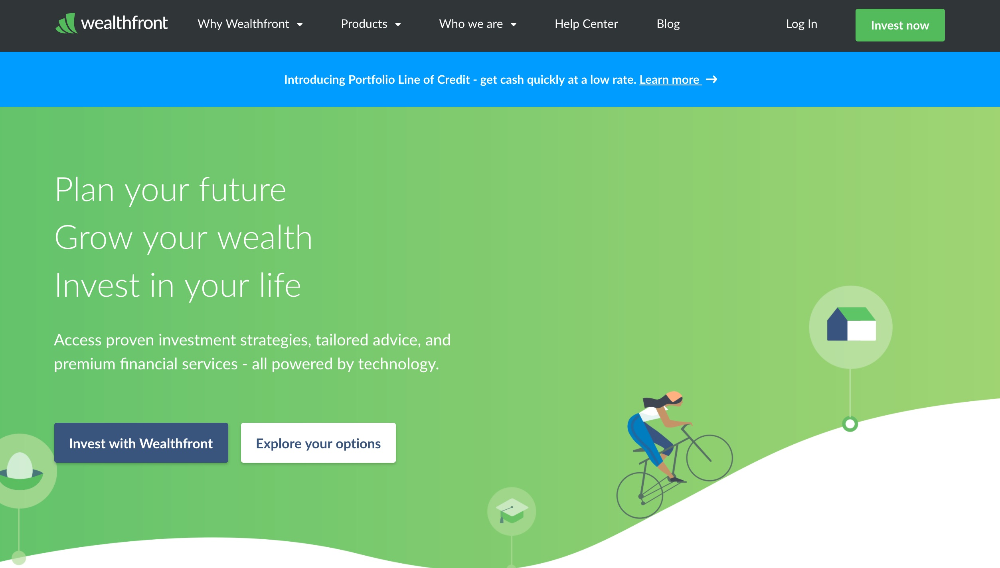 wealthfront Why Wealthfront Products Who we are Help Center Blog Log In Invest now
Introducing Portfolio Line of Credit - get cash quickly at a low rate. Learn more →
Plan your future
Grow your wealth
Invest in your life
Access proven investment strategies, tailored advice, and
premium financial services - all powered by technology.
Invest with Wealthfront Explore your options